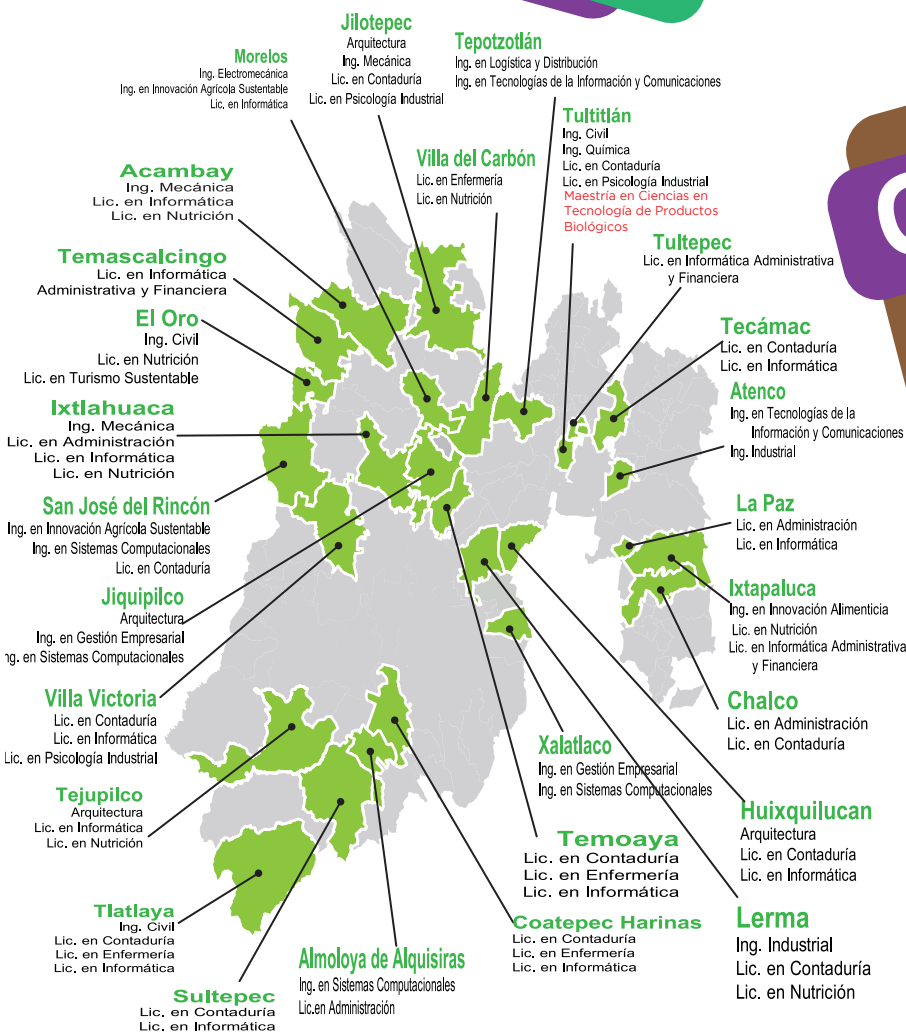 Jilotepec
Arquitectura
Ing. Mecánica
Lic. en Contaduría
Lic. en Psicología Industrial
Tepotzotlán
Ing. en Logística y Distribución
Ing. en Tecnologías de la Información y Comunicaciones
Morelos
Ing. Electromecánica
Ing. en Innovación Agrícola Sustentable
Lic. en Informática
Tultitlán
Ing. Civil
Ing. Química
Lic. en Contaduría
Lic. en Psicología Industrial
Maestría en Ciencias en
Tecnología de Productos
Biológicos
Villa del Carbón
Lic. en Enfermería
Lic. en Nutrición
Acambay
Ing. Mecánica
Lic. en Informática
Lic. en Nutrición
Tultepec
Lic. en Informática Administrativa
y Financiera
Temascalcingo
Lic. en Informática
Administrativa y Financiera
El Oro
Ing. Civil
Lic. en Nutrición
Lic. en Turismo Sustentable
Tecámac
Lic. en Contaduría
Lic. en Informática
Atenco
Ing. en Tecnologías de la
Información y Comunicaciones
Ing. Industrial
Ixtlahuaca
Ing. Mecánica
Lic. en Administración
Lic. en Informática
Lic. en Nutrición
San José del Rincón
Ing. en Innovación Agrícola Sustentable
Ing. en Sistemas Computacionales
Lic. en Contaduría
La Paz
Lic. en Administración
Lic. en Informática
Jiquipilco
Arquitectura
Ing. en Gestión Empresarial
ng. en Sistemas Computacionales
Ixtapaluca
Ing. en Innovación Alimenticia
Lic. en Nutrición
Lic. en Informática Administrativa
y Financiera
Villa Victoria
Lic. en Contaduría
Lic. en Informática
Lic. en Psicología Industrial
Chalco
Lic. en Administración
Lic. en Contaduría
Xalatlaco
Ing. en Gestión Empresarial
Ing. en Sistemas Computacionales
Tejupilco
Arquitectura
Lic. en Informática
Lic. en Nutrición
Huixquilucan
Arquitectura
Lic. en Contaduría
Lic. en Informática
Temoaya
Lic. en Contaduría
Lic. en Enfermería
Lic. en Informática
Tlatlaya
Ing. Civil
Lic. en Contaduría
Lic. en Enfermería
Lic. en Informática
Coatepec Harinas
Lic. en Contaduría
Lic. en Enfermería
Lic. en Informática
Lerma
Ing. Industrial
Lic. en Contaduría
Lic. en Nutrición
Almoloya de Alquisiras
Ing. en Sistemas Computacionales
Lic.en Administración
Sultepec
Lic. en Contaduría
Lic. en Informática